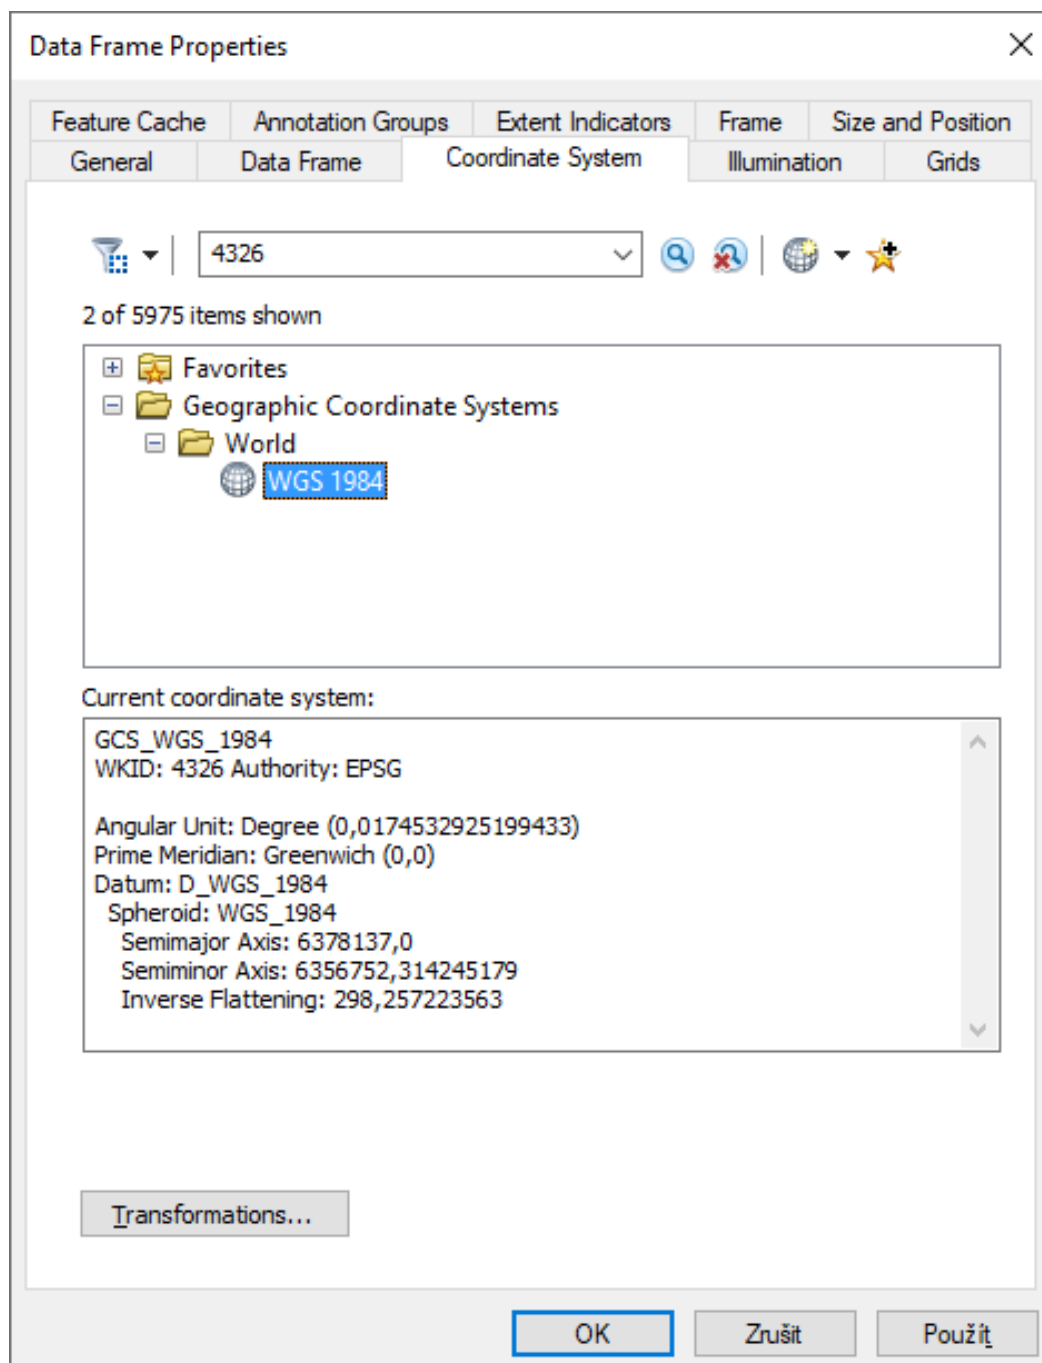 Data Frame Properties
Feature Cache Annotation Groups Extent Indicators Frame Size and Position
General Data Frame Coordinate System Illumination Grids
4326
2 of 5975 items shown
Favorites
Geographic Coordinate Systems
World
WGS 1984
Current coordinate system:
GCS_WGS_1984
WKID: 4326 Authority: EPSG
Angular Unit: Degree (0,0174532925199433)
Prime Meridian: Greenwich (0,0)
Datum: D_WGS_1984
Spheroid: WGS_1984
Semimajor Axis: 6378137,0
Semiminor Axis: 6356752,314245179
Inverse Flattening: 298,257223563
Transformations...
OK Zrušit Použít